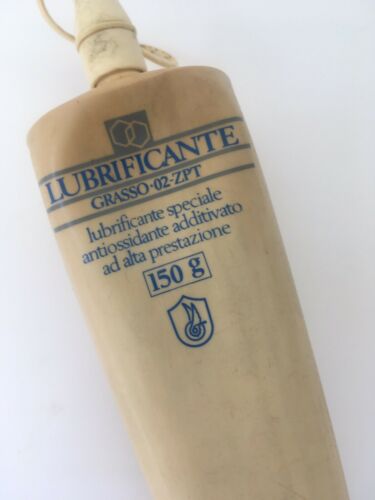 LUBRIFICANTE
GRASSO·02-ZPT
lubrificante speciale
antiossidante additivato
ad alta prestazione
150 g